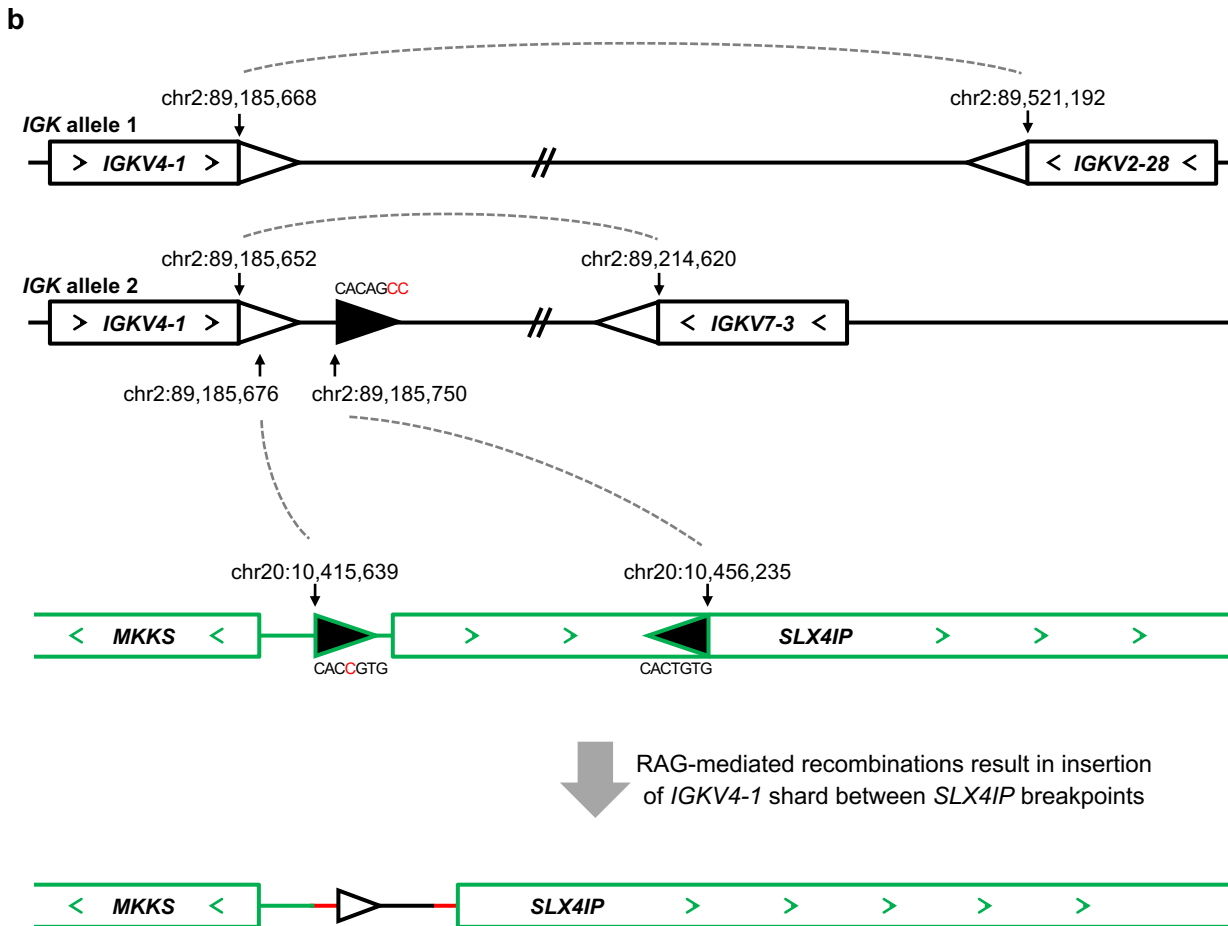 b
chr2:89,185,668 chr2:89,521,192
IGK allele 1
> IGKV4-1 > < IGKV2-28 <
chr2:89,185,652 chr2:89,214,620
IGK allele 2 CACAGCC
> IGKV4-1 > < IGKV7-3 <
chr2:89,185,676 chr2:89,185,750
chr20:10,415,639 chr20:10,456,235
< MKKS < > > SLX4IP > > >
CACCGTG CACTGTG
RAG-mediated recombinations result in insertion
of IGKV4-1 shard between SLX4IP breakpoints
< MKKS < SLX4IP > > > > >